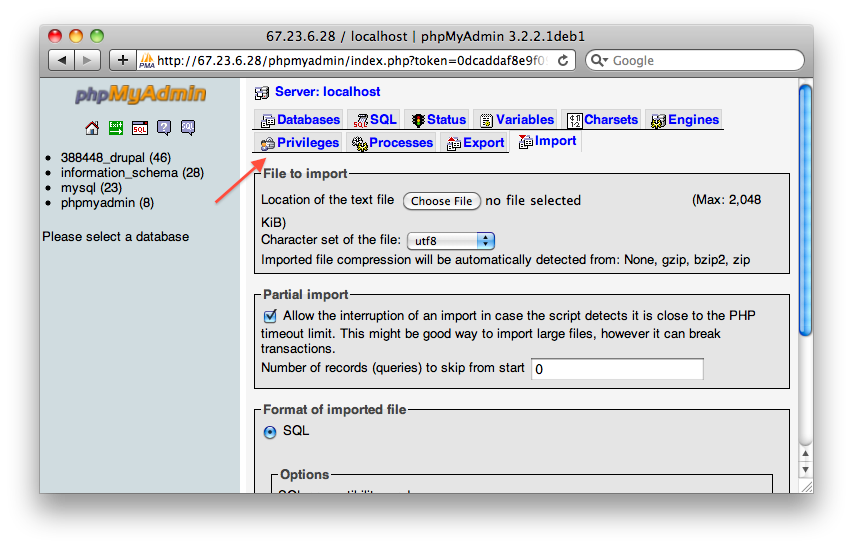 67.23.6.28 / localhost | phpMyAdmin 3.2.2.1deb1
http://67.23.6.28/phpmyadmin/index.php?token=0dcaddaf8e9f0
Google
phpMyAdmin
388448_drupal (46)
information_schema (28)
mysql (23)
phpmyadmin (8)
Please select a database
Server: localhost
Databases SQL Status Variables Charsets Engines
Privileges Processes Export Import
File to import
Location of the text file Choose File no file selected (Max: 2,048
KiB)
Character set of the file: utf8
Imported file compression will be automatically detected from: None, gzip, bzip2, zip
Partial import
Allow the interruption of an import in case the script detects it is close to the PHP
timeout limit. This might be good way to import large files, however it can break
transactions.
Number of records (queries) to skip from start 0
Format of imported file
SQL
Options